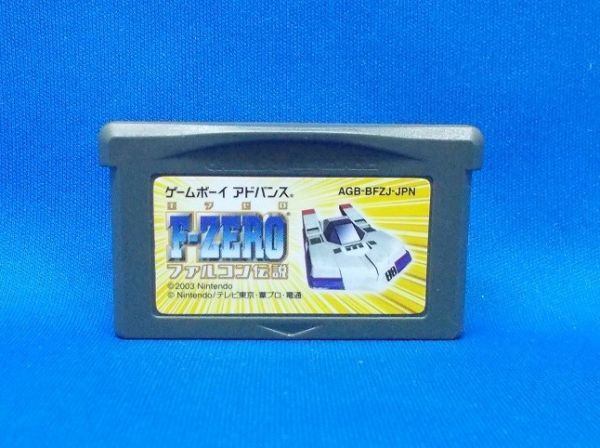 ゲームボーイ アドバンス®
AGB-BFZJ-JPN
エフゼロ
F-ZERO®
ファルコン伝説
©2003 Nintendo
© Nintendo/テレビ東京・葦プロ・電通